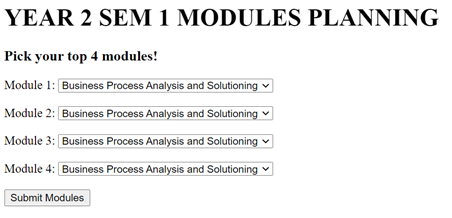 YEAR 2 SEM 1 MODULES PLANNING
Pick your top 4 modules!
Module 1: Business Process Analysis and Solutioning
Module 2: Business Process Analysis and Solutioning
Module 3: Business Process Analysis and Solutioning
Module 4: Business Process Analysis and Solutioning
Submit Modules